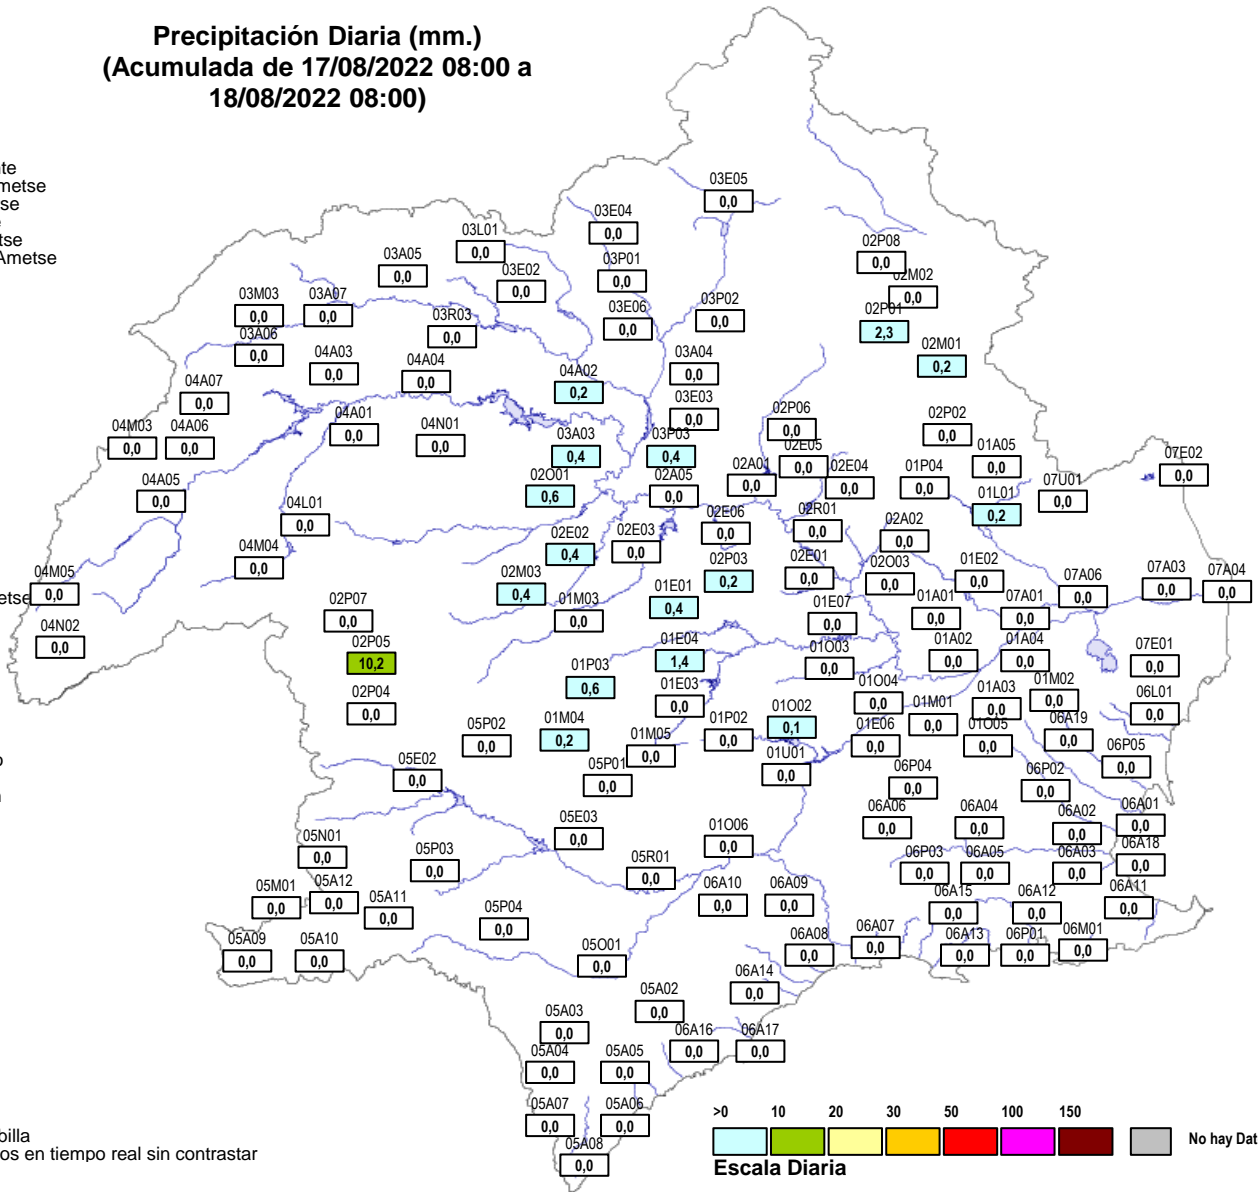 Precipitación Diaria (mm.)
(Acumulada de 17/08/2022 08:00 a
18/08/2022 08:00)
metse
se
tse
Ametse
03E05
0,0
03E04
0,0
03L01
0,0
03A05
0,0
03P01
0,0
03E02
0,0
02P08
0,0
02M02
0,0
03M03
0,0
03A07
0,0
03R03
0,0
03E06
0,0
03P02
0,0
02P01
2,3
03A06
0,0
04A03
0,0
04A04
0,0
03A04
0,0
02M01
0,2
04A07
0,0
04A02
0,2
03E03
0,0
04M03
0,0
04A06
0,0
04A01
0,0
04N01
0,0
03A03
0,4
03P03
0,4
02P06
0,0
02P02
0,0
02E05
0,0
01A05
0,0
07E02
0,0
04A05
0,0
02O01
0,6
02A05
0,0
02A01
0,0
02E04
0,0
01P04
0,0
07U01
0,0
01L01
0,2
04L01
0,0
02E06
0,0
02R01
0,0
02A02
0,0
02E02
0,4
02E03
0,0
04M04
0,0
04M05
0,0
etse
02M03
0,4
02P03
0,2
02E01
0,0
02O03
0,0
01E02
0,0
07A06
0,0
07A03
0,0
07A04
0,0
02P07
0,0
01M03
0,0
01E01
0,4
01E07
0,0
01A01
0,0
07A01
0,0
04N02
0,0
02P05
10,2
01E04
1,4
01O03
0,0
01A02
0,0
01A04
0,0
07E01
0,0
01P03
0,6
01E03
0,0
01O04
0,0
01A03
0,0
01M02
0,0
06L01
0,0
02P04
0,0
05P02
0,0
01M04
0,2
01P02
0,0
01O02
0,1
01E06
0,0
01M01
0,0
01O05
0,0
06A19
0,0
01M05
0,0
06P05
0,0
05E02
0,0
05P01
0,0
01U01
0,0
06P04
0,0
06P02
0,0
05E03
0,0
01O06
0,0
06A06
0,0
06A04
0,0
06A02
0,0
06A01
0,0
05N01
0,0
05P03
0,0
05R01
0,0
06P03
0,0
06A05
0,0
06A03
0,0
06A18
0,0
05M01
0,0
05A12
0,0
05A11
0,0
06A10
0,0
06A09
0,0
06A15
0,0
06A12
0,0
06A11
0,0
05P04
0,0
05A09
0,0
05A10
0,0
05O01
0,0
06A08
0,0
06A07
0,0
06A13
0,0
06P01
0,0
06M01
0,0
06A14
0,0
05A02
0,0
05A03
0,0
06A16
0,0
06A17
0,0
05A04
0,0
05A05
0,0
05A07
0,0
05A06
0,0
05A08
0,0
billa
os en tiempo real sin contrastar
>0 10 20 30 50 100 150
No hay Dat
Escala Diaria